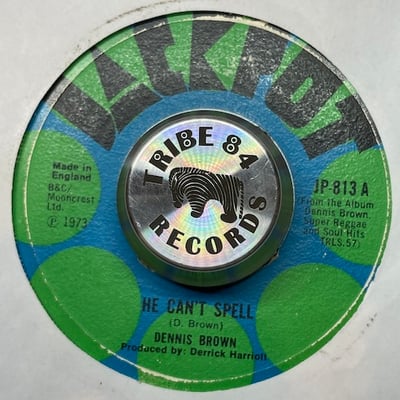 JACKPOT
TRIBE 84
RECORDS
Made in
England
B&C/
Mooncrest
Ltd.
℗ 1973
JP-813 A
(From The Album
Dennis Brown
Super Reggae
and Soul Hits
TRLS.57)
HE CAN'T SPELL
(D. Brown)
DENNIS BROWN
Produced by: Derrick Harriott